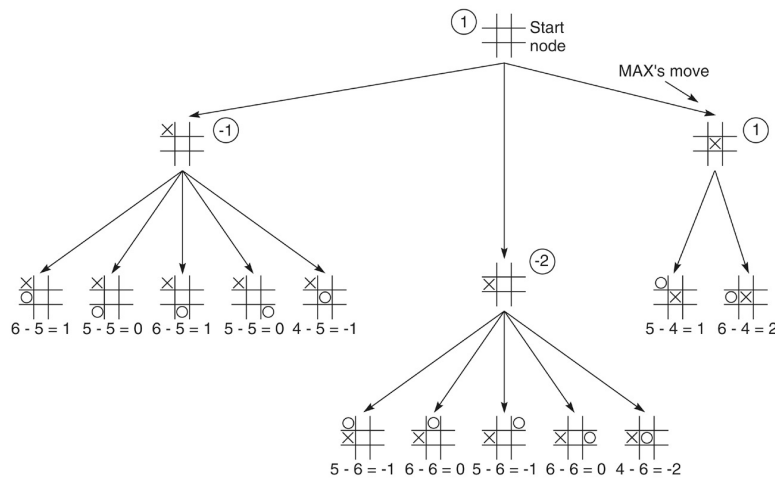 1
Start
node
MAX's move
-1
1
-2
6 - 5 = 1 5 - 5 = 0 6 - 5 = 1 5 - 5 = 0 4 - 5 = -1
5 - 4 = 1 6 - 4 = 2
5 - 6 = -1 6 - 6 = 0 5 - 6 = -1 6 - 6 = 0 4 - 6 = -2